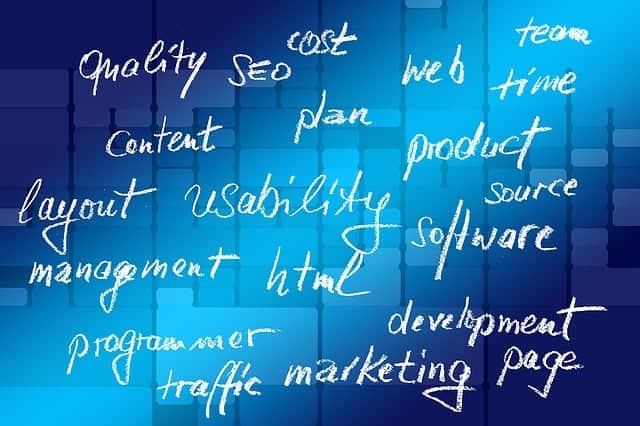 cost
team
quality
SEO
web
time
plan
content
product
source
layout
usability
software
managment
html
development
programmer
traffic
marketing
page